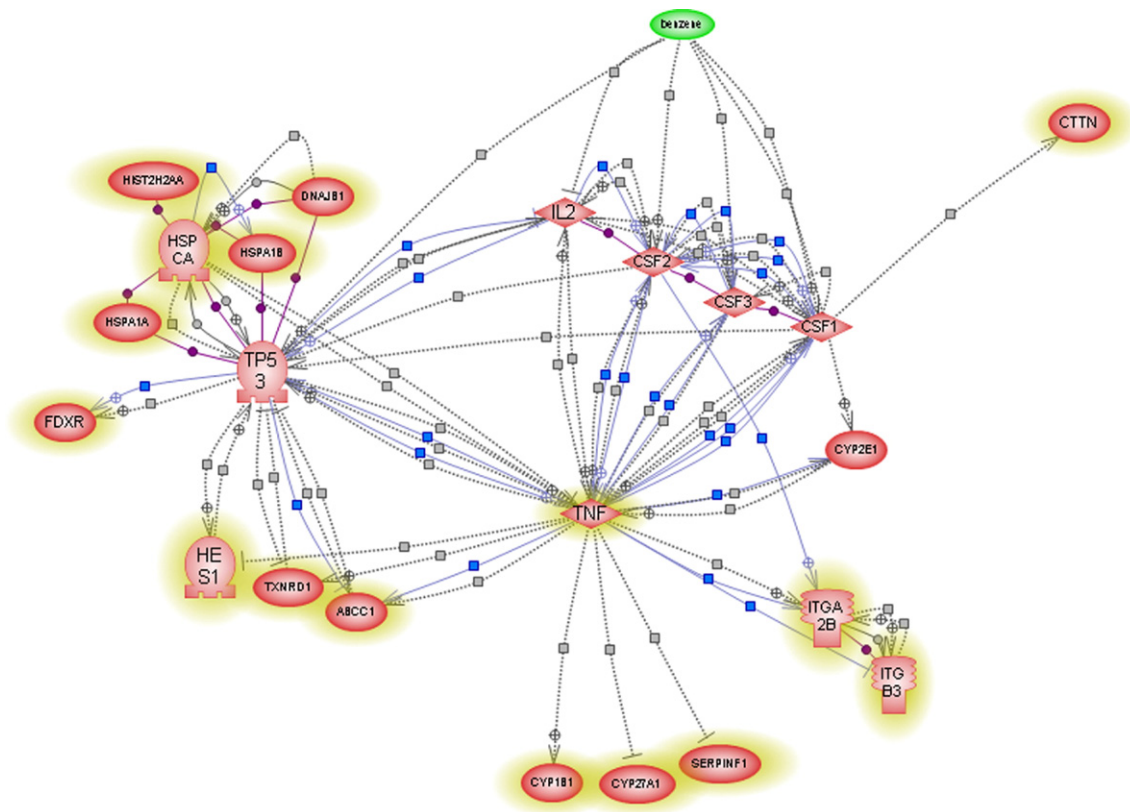 benzene
CTTN
HIST2H2AA
DNAJB1
IL2
HSP
CA
HSPA1B
CSF2
CSF3
HSPA1A
CSF1
TP5
3
FDXR
CYP2E1
TNF
HE
S1
TXNRD1
ABCC1
ITGA
2B
ITG
B3
SERPINF1
CYP1B1
CYP27A1